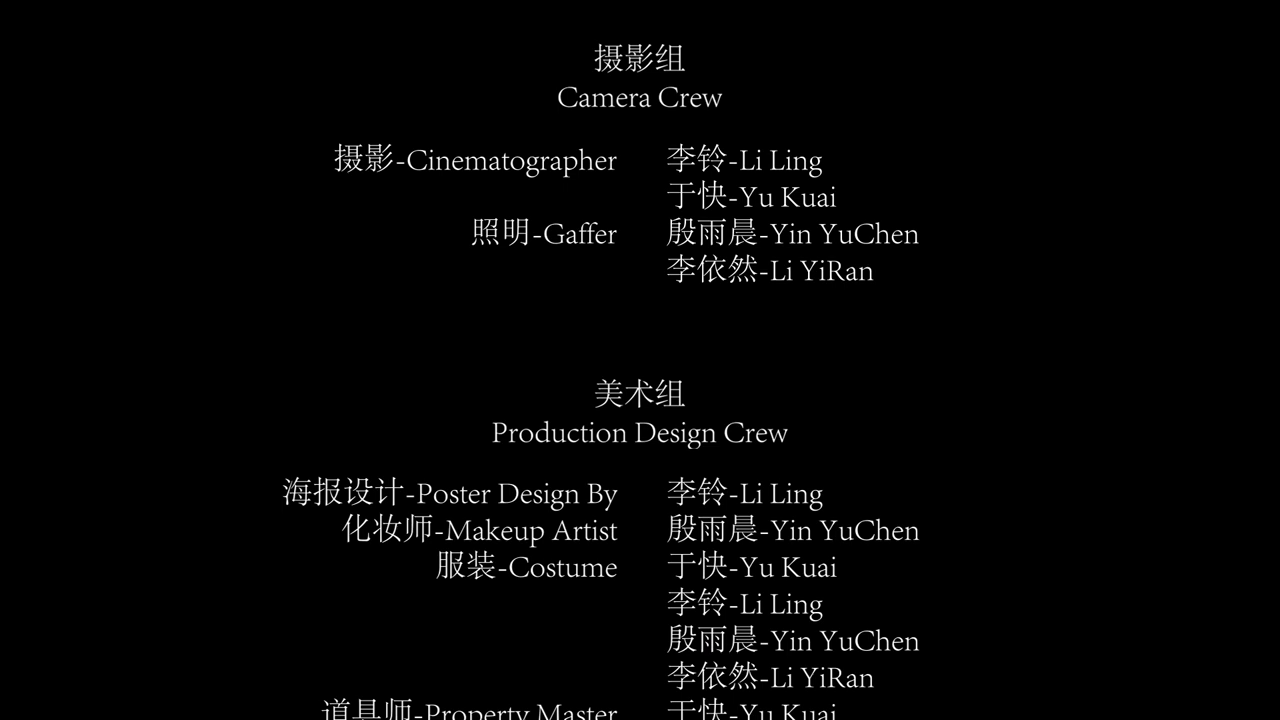 摄影组
Camera Crew
摄影-Cinematographer 李铃-Li Ling
于快-Yu Kuai
照明-Gaffer 殷雨晨-Yin YuChen
李依然-Li YiRan
美术组
Production Design Crew
海报设计-Poster Design By 李铃-Li Ling
化妆师-Makeup Artist 殷雨晨-Yin YuChen
服装-Costume 于快-Yu Kuai
李铃-Li Ling
殷雨晨-Yin YuChen
李依然-Li YiRan
道具师-Property Master 于快-Yu Kuai